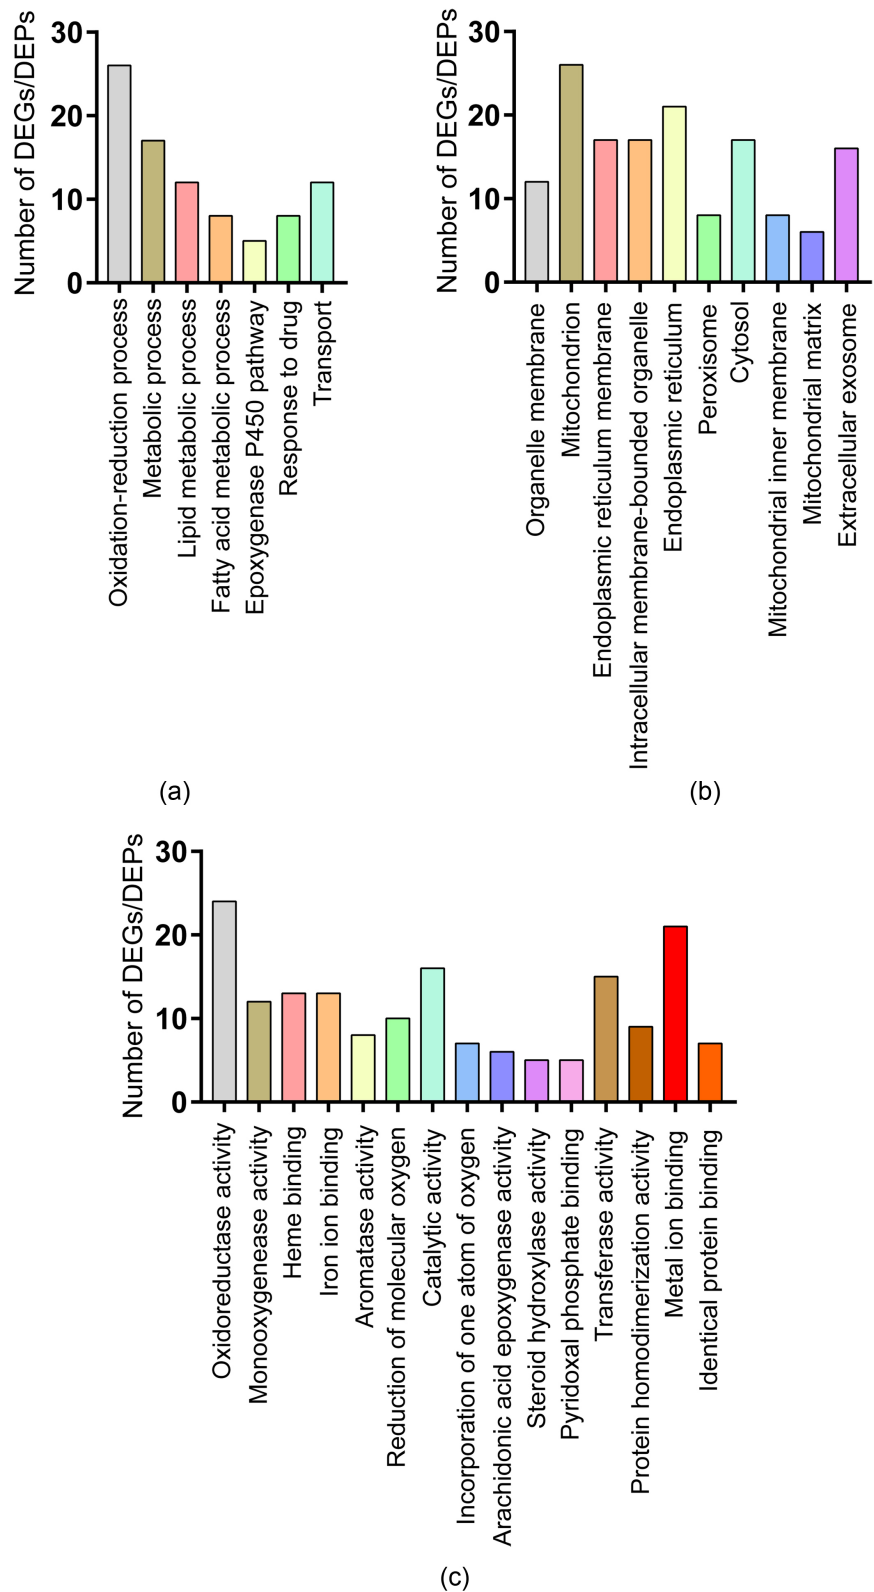 Number of DEGs/DEPs
30
20
10
0
Oxidation-reduction process
Metabolic process
Lipid metabolic process
Fatty acid metabolic process
Epoxygenase P450 pathway
Response to drug
Transport
(a)
Number of DEGs/DEPs
30
20
10
0
Organelle membrane
Mitochondrion
Endoplasmic reticulum membrane
Intracellular membrane-bounded organelle
Endoplasmic reticulum
Peroxisome
Cytosol
Mitochondrial inner membrane
Mitochondrial matrix
Extracellular exosome
(b)
Number of DEGs/DEPs
30
20
10
0
Oxidoreductase activity
Monooxygenease activity
Heme binding
Iron ion binding
Aromatase activity
Reduction of molecular oxygen
Catalytic activity
Incorporation of one atom of oxygen
Arachidonic acid epoxygenase activity
Steroid hydroxylase activity
Pyridoxal phosphate binding
Transferase activity
Protein homodimerization activity
Metal ion binding
Identical protein binding
(c)